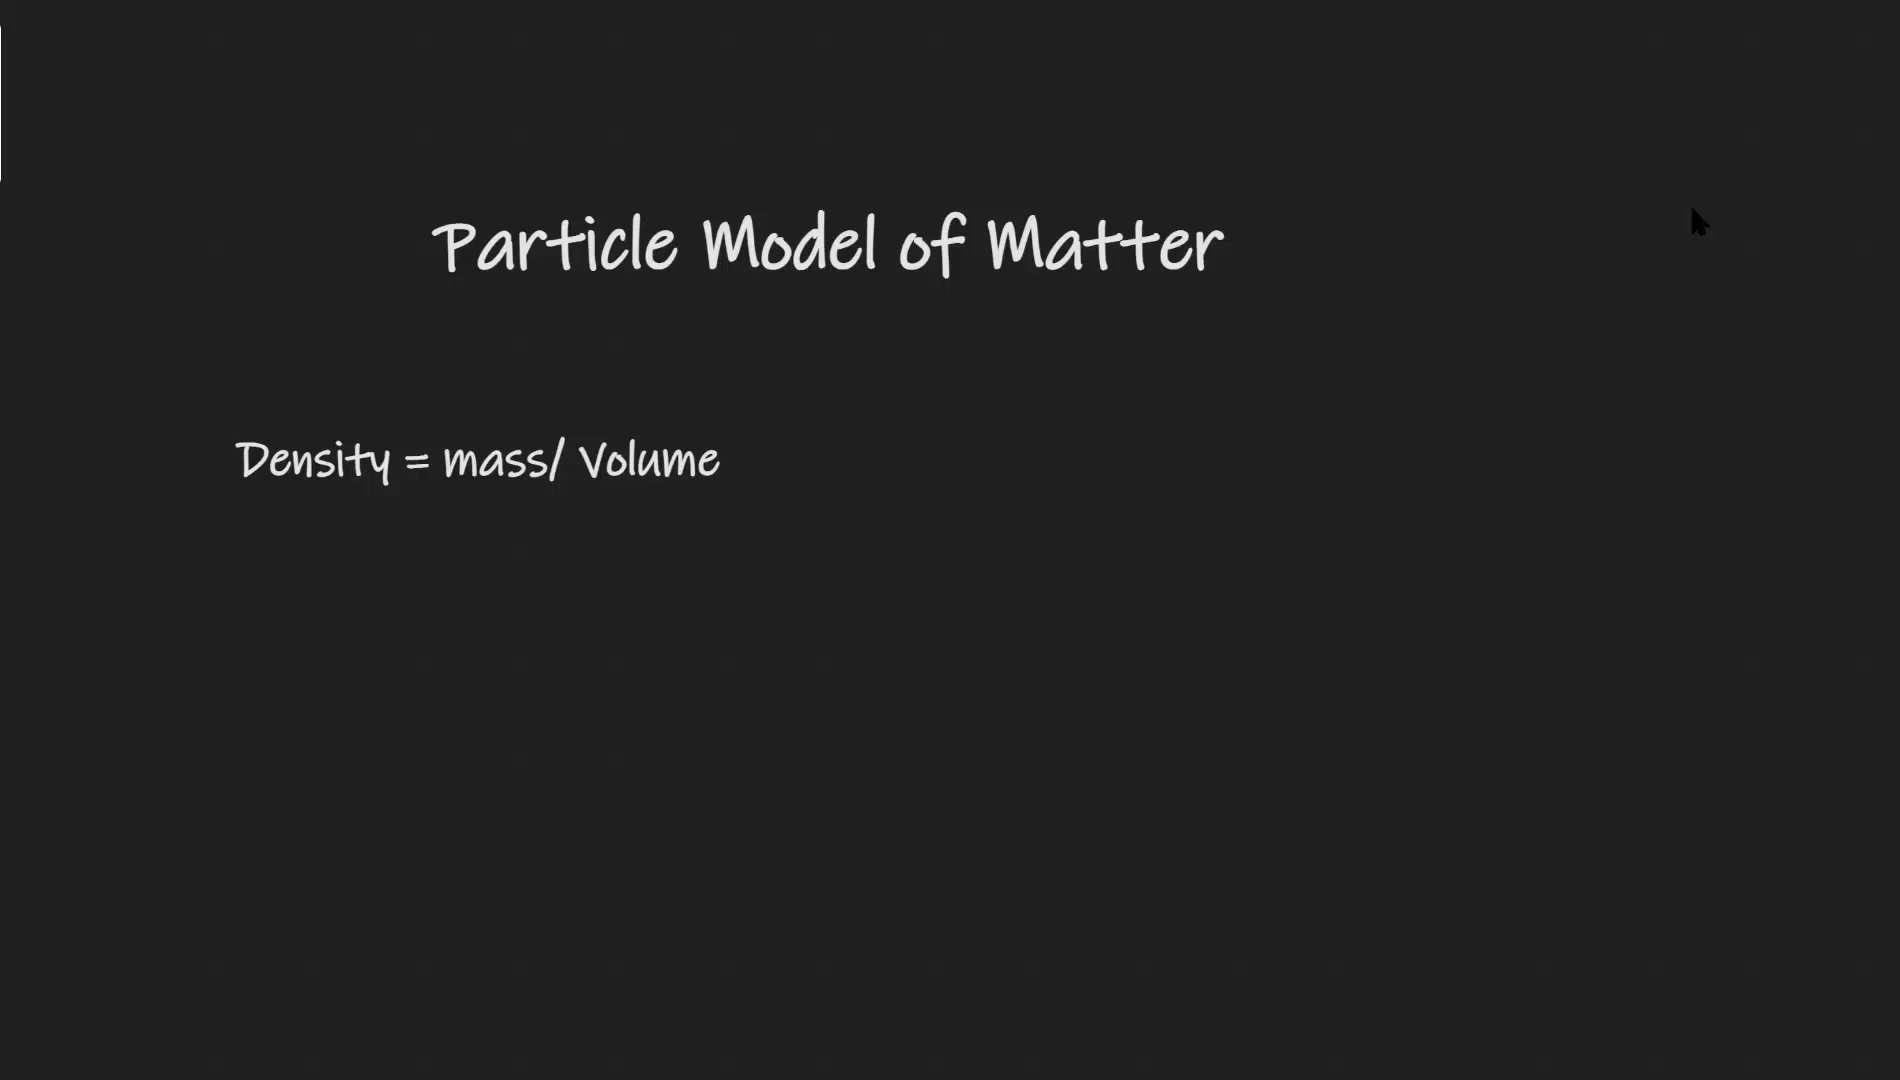 Particle Model of Matter
Density = mass/ Volume